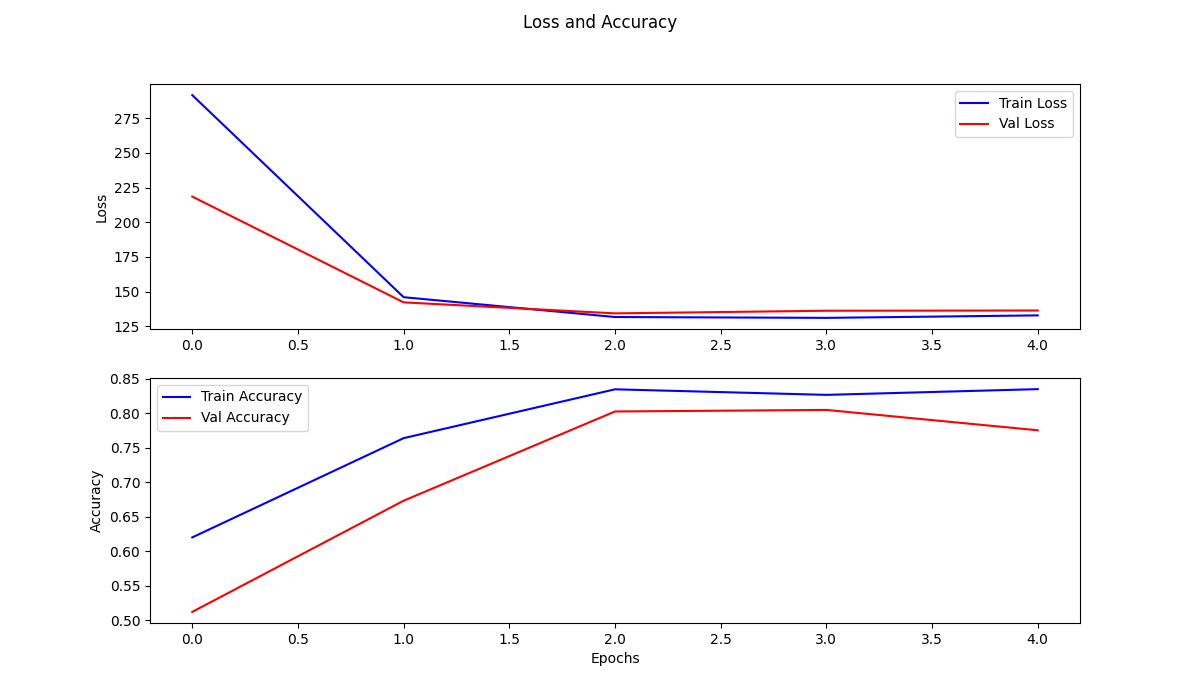 Loss and Accuracy
Train Loss
Val Loss
Loss
275
250
225
200
175
150
125
0.0 0.5 1.0 1.5 2.0 2.5 3.0 3.5 4.0
Train Accuracy
Val Accuracy
Accuracy
0.85
0.80
0.75
0.70
0.65
0.60
0.55
0.50
0.0 0.5 1.0 1.5 2.0 2.5 3.0 3.5 4.0
Epochs